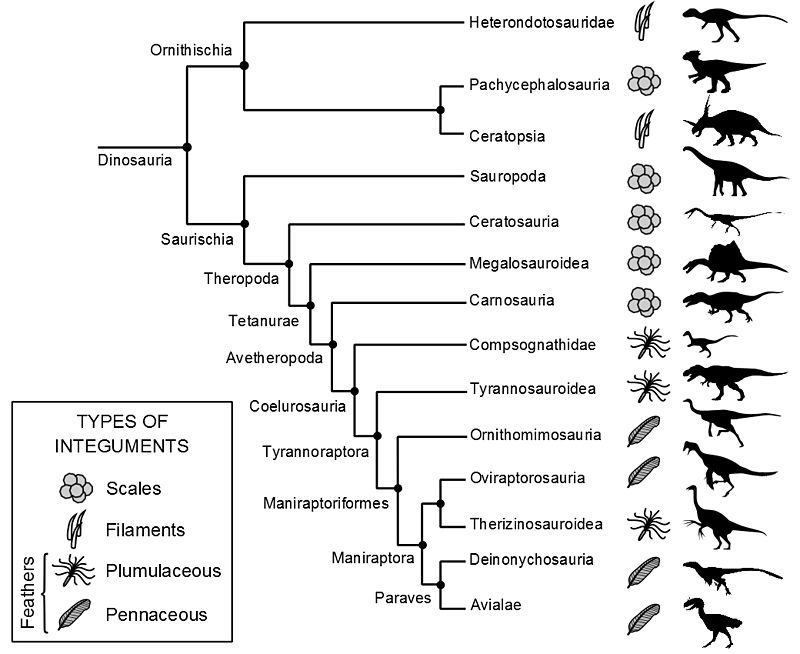 Heterondotosauridae
Ornithischia
Pachycephalosauria
Ceratopsia
Dinosauria
Sauropoda
Ceratosauria
Saurischia
Megalosauroidea
Theropoda
Carnosauria
Tetanurae
Compsognathidae
Avetheropoda
Tyrannosauroidea
Coelurosauria
Ornithomimosauria
Tyrannoraptora
Oviraptorosauria
Maniraptoriformes
Therizinosauroidea
Maniraptora
Deinonychosauria
Paraves
Avialae
TYPES OF
INTEGUMENTS
Scales
Filaments
Feathers
Plumulaceous
Pennaceous